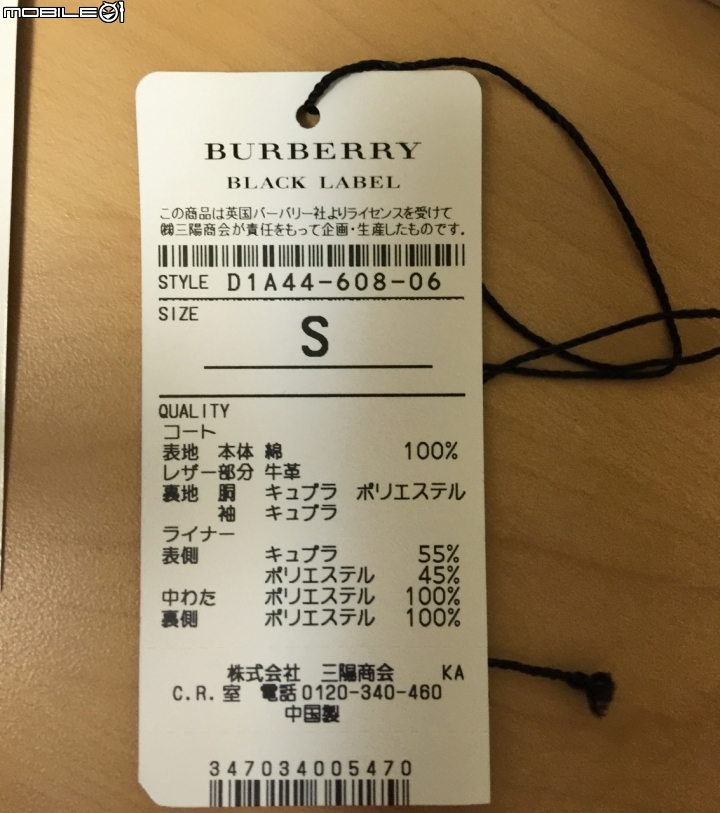 MOBILE01
BURBERRY
BLACK LABEL
この商品は英国バーバリー社よりライセンスを受けて
㈱三陽商会が責任をもって企画・生産したものです.
STYLE D1A44-608-06
SIZE
S
QUALITY
コート
表地 本体 綿 100%
レザー部分 牛革
裏地 胴 キュプラ ポリエステル
袖 キュプラ
ライナー
表側 キュプラ 55%
ポリエステル 45%
中わた ポリエステル 100%
裏側 ポリエステル 100%
株式会社 三陽商会 KA
C.R.室 電話0120-340-460
中国製
347034005470